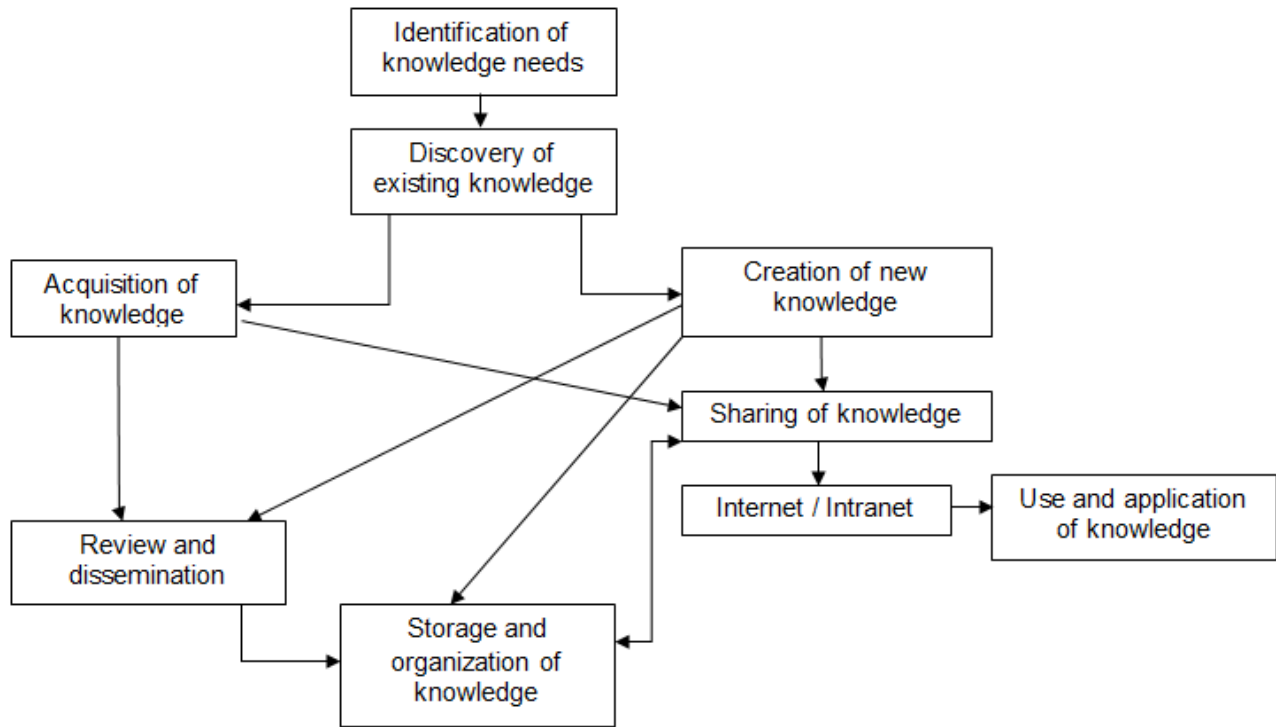 Identification of
knowledge needs
Discovery of
existing knowledge
Acquisition of
knowledge
Creation of new
knowledge
Sharing of knowledge
Internet / Intranet
Use and application
of knowledge
Review and
dissemination
Storage and
organization of
knowledge